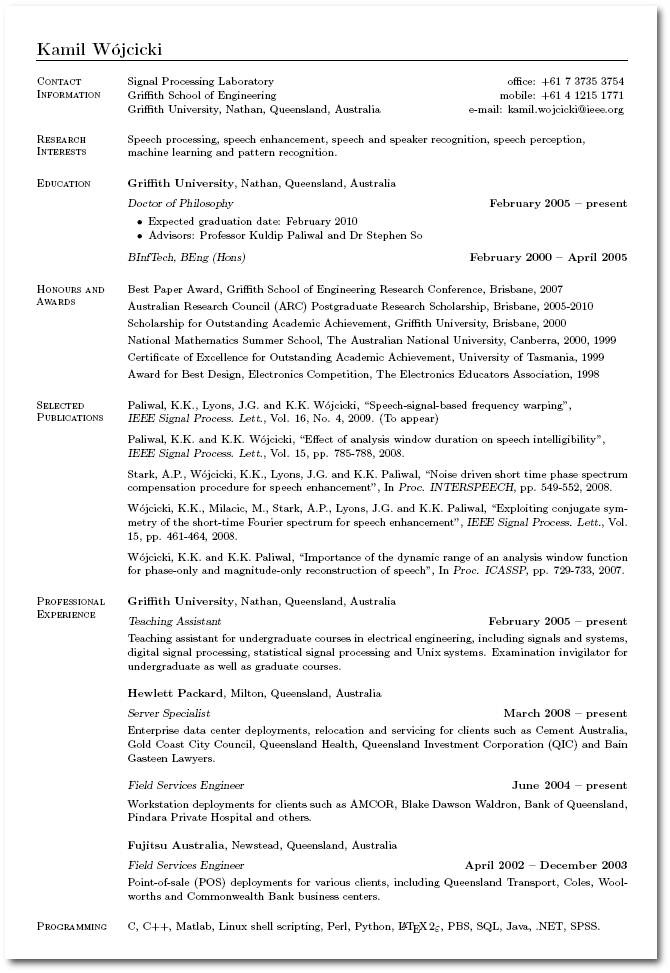 Kamil Wójcicki
Contact Information
Signal Processing Laboratory office: +61 7 3735 3754
Griffith School of Engineering mobile: +61 4 1215 1771
Griffith University, Nathan, Queensland, Australia e-mail: kamil.wojcicki@ieee.org
Research Interests
Speech processing, speech enhancement, speech and speaker recognition, speech perception,
machine learning and pattern recognition.
Education
Griffith University, Nathan, Queensland, Australia
Doctor of Philosophy February 2005 – present
• Expected graduation date: February 2010
• Advisors: Professor Kuldip Paliwal and Dr Stephen So
BInfTech, BEng (Hons) February 2000 – April 2005
Honours and Awards
Best Paper Award, Griffith School of Engineering Research Conference, Brisbane, 2007
Australian Research Council (ARC) Postgraduate Research Scholarship, Brisbane, 2005-2010
Scholarship for Outstanding Academic Achievement, Griffith University, Brisbane, 2000
National Mathematics Summer School, The Australian National University, Canberra, 2000, 1999
Certificate of Excellence for Outstanding Academic Achievement, University of Tasmania, 1999
Award for Best Design, Electronics Competition, The Electronics Educators Association, 1998
Selected Publications
Paliwal, K.K., Lyons, J.G. and K.K. Wójcicki, “Speech-signal-based frequency warping”,
IEEE Signal Process. Lett., Vol. 16, No. 4, 2009. (To appear)
Paliwal, K.K. and K.K. Wójcicki, “Effect of analysis window duration on speech intelligibility”,
IEEE Signal Process. Lett., Vol. 15, pp. 785-788, 2008.
Stark, A.P., Wójcicki, K.K., Lyons, J.G. and K.K. Paliwal, “Noise driven short time phase spectrum
compensation procedure for speech enhancement”, In Proc. INTERSPEECH, pp. 549-552, 2008.
Wójcicki, K.K., Milacic, M., Stark, A.P., Lyons, J.G. and K.K. Paliwal, “Exploiting conjugate sym-
metry of the short-time Fourier spectrum for speech enhancement”, IEEE Signal Process. Lett., Vol.
15, pp. 461-464, 2008.
Wójcicki, K.K. and K.K. Paliwal, “Importance of the dynamic range of an analysis window function
for phase-only and magnitude-only reconstruction of speech”, In Proc. ICASSP, pp. 729-733, 2007.
Professional Experience
Griffith University, Nathan, Queensland, Australia
Teaching Assistant February 2005 – present
Teaching assistant for undergraduate courses in electrical engineering, including signals and systems,
digital signal processing, statistical signal processing and Unix systems. Examination invigilator for
undergraduate as well as graduate courses.
Hewlett Packard, Milton, Queensland, Australia
Server Specialist March 2008 – present
Enterprise data center deployments, relocation and servicing for clients such as Cement Australia,
Gold Coast City Council, Queensland Health, Queensland Investment Corporation (QIC) and Bain
Gasteen Lawyers.
Field Services Engineer June 2004 – present
Workstation deployments for clients such as AMCOR, Blake Dawson Waldron, Bank of Queensland,
Pindara Private Hospital and others.
Fujitsu Australia, Newstead, Queensland, Australia
Field Services Engineer April 2002 – December 2003
Point-of-sale (POS) deployments for various clients, including Queensland Transport, Coles, Wool-
worths and Commonwealth Bank business centers.
Programming
C, C++, Matlab, Linux shell scripting, Perl, Python, LATEX2ε, PBS, SQL, Java, .NET, SPSS.